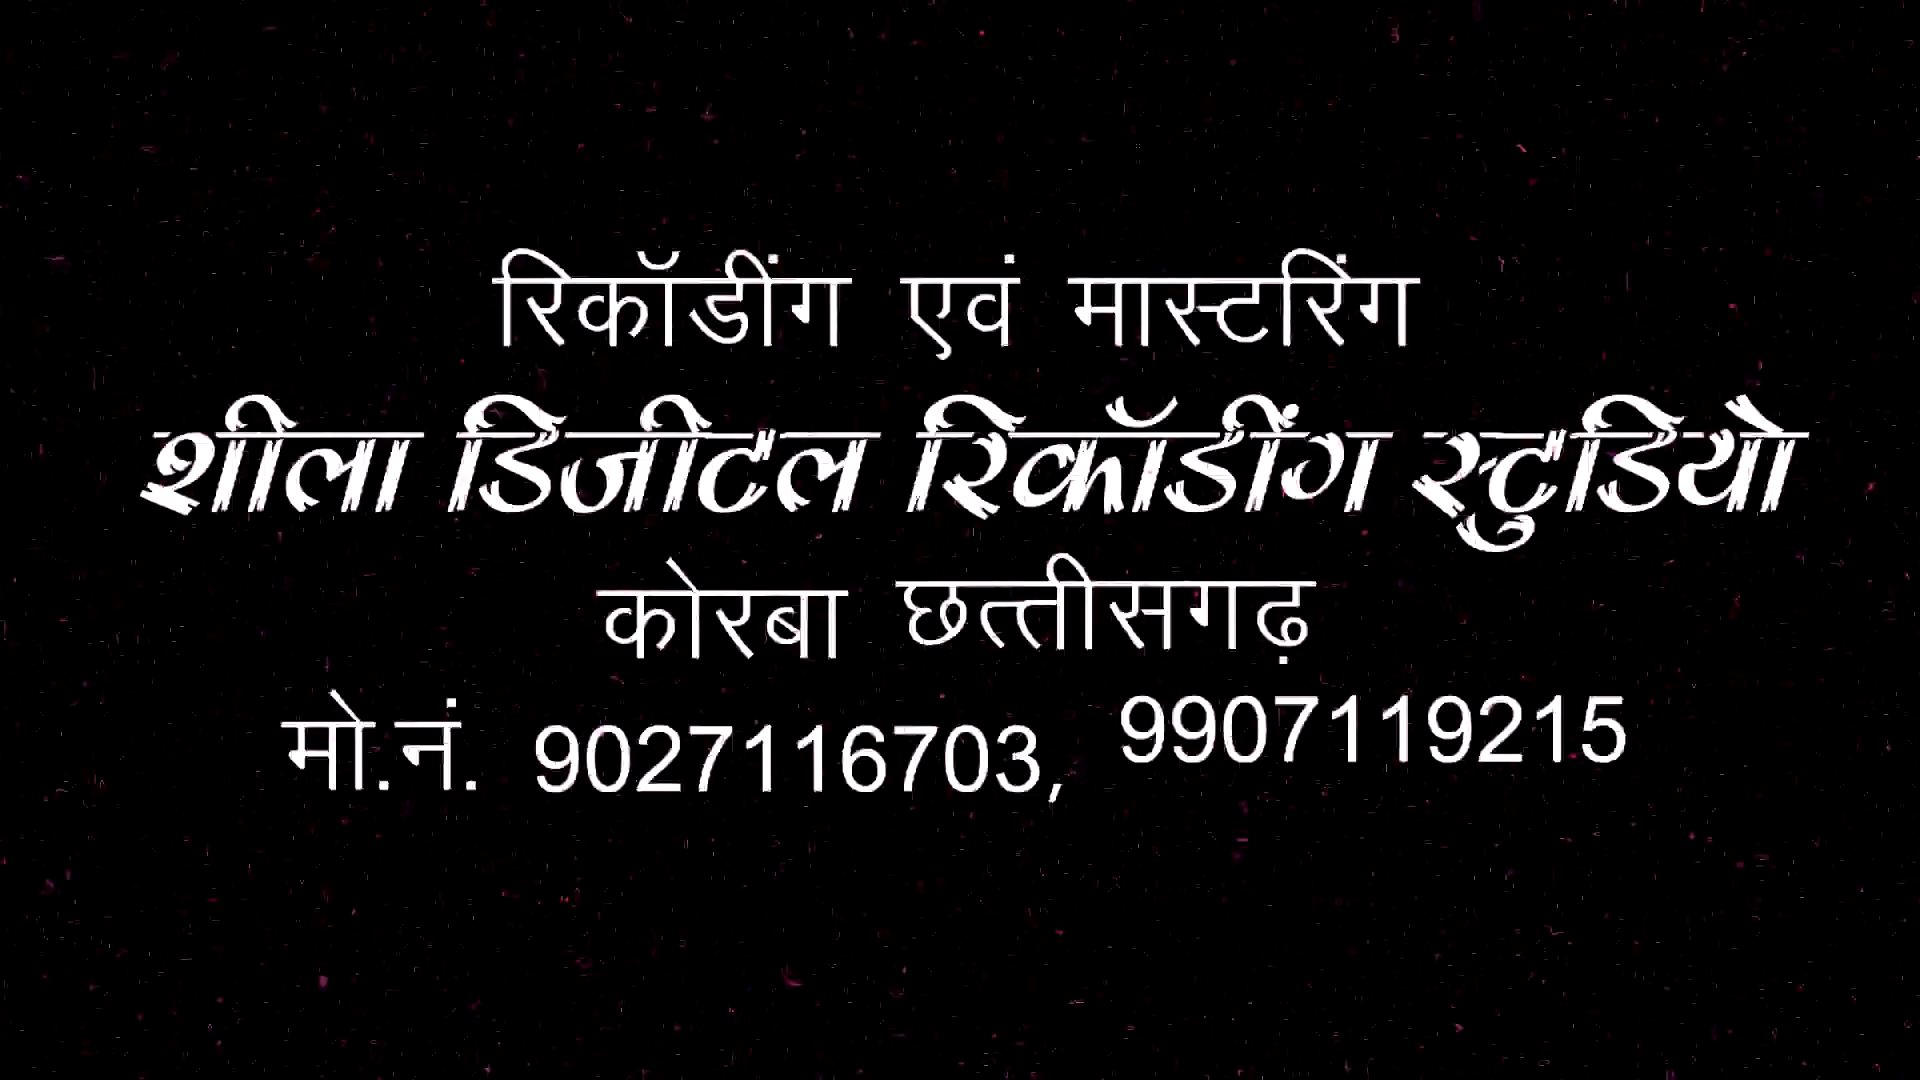 रिकॉडींग एवं मास्टरिंग
शीला डिजीटल रिकॉडींग स्टुडियो
कोरबा छत्तीसगढ़
मो.नं. 9027116703, 9907119215